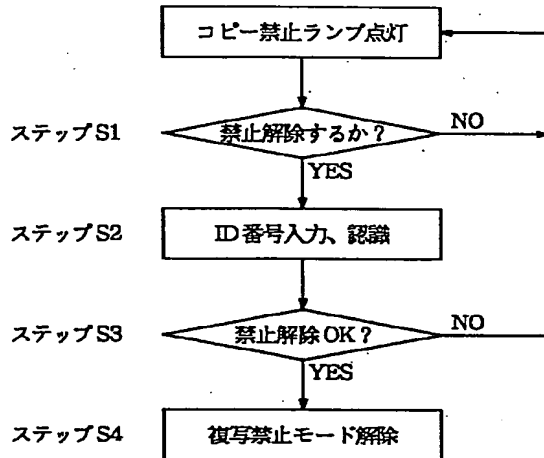 コピー禁止ランプ点灯
ステップS1
禁止解除するか？
NO
YES
ステップS2
ID番号入力、認識
ステップS3
禁止解除OK？
NO
YES
ステップS4
複写禁止モード解除